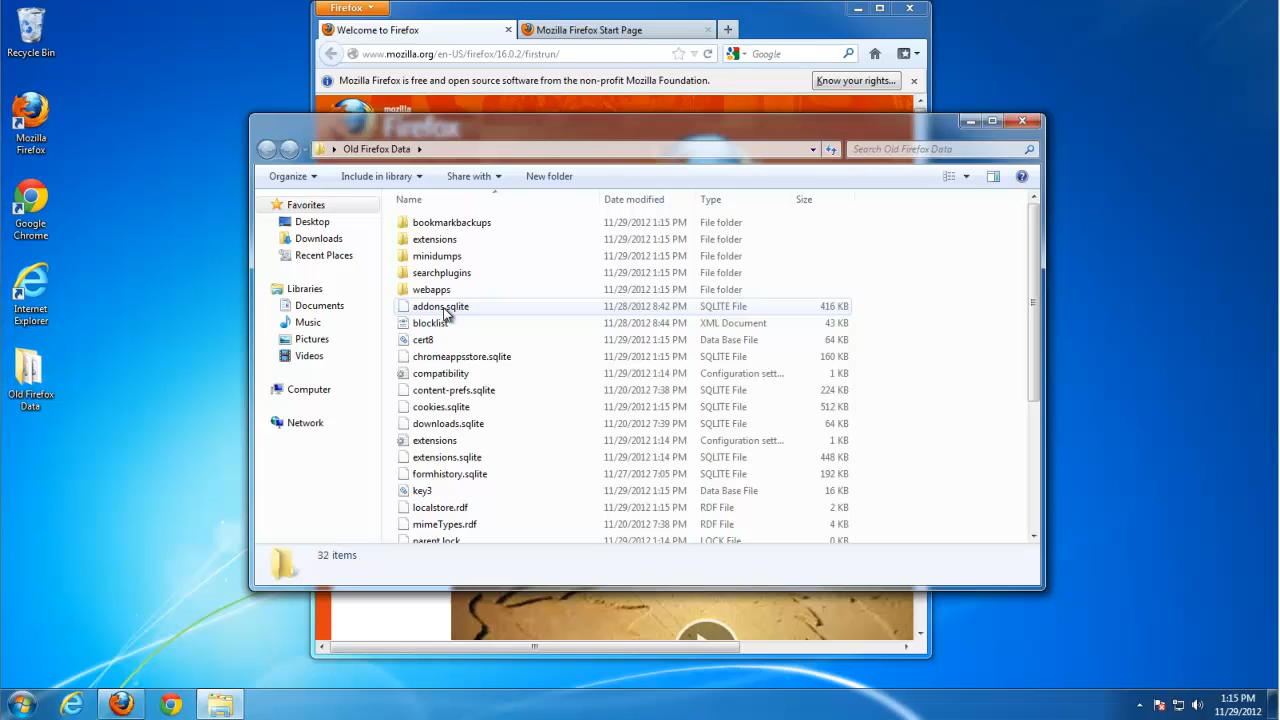 Recycle Bin
Mozilla
Firefox
Google
Chrome
Internet
Explorer
Old Firefox
Data
Firefox
Welcome to Firefox
Mozilla Firefox Start Page
www.mozilla.org/en-US/firefox/16.0.2/firstrun/
Google
Mozilla Firefox is free and open source software from the non-profit Mozilla Foundation.
Know your rights...
mozilla
Firefox
Old Firefox Data
Search Old Firefox Data
Organize
Include in library
Share with
New folder
Favorites
Desktop
Downloads
Recent Places
Libraries
Documents
Music
Pictures
Videos
Computer
Network
Name Date modified Type Size
bookmarkbackups 11/29/2012 1:15 PM File folder
extensions 11/29/2012 1:15 PM File folder
minidumps 11/29/2012 1:15 PM File folder
searchplugins 11/29/2012 1:15 PM File folder
webapps 11/29/2012 1:15 PM File folder
addons.sqlite 11/28/2012 8:42 PM SQLITE File 416 KB
blocklist 11/28/2012 8:44 PM XML Document 43 KB
cert8 11/29/2012 1:15 PM Data Base File 64 KB
chromeappsstore.sqlite 11/29/2012 1:15 PM SQLITE File 160 KB
compatibility 11/29/2012 1:14 PM Configuration sett... 1 KB
content-prefs.sqlite 11/20/2012 7:38 PM SQLITE File 224 KB
cookies.sqlite 11/29/2012 1:15 PM SQLITE File 512 KB
downloads.sqlite 11/20/2012 7:39 PM SQLITE File 64 KB
extensions 11/29/2012 1:14 PM Configuration sett... 1 KB
extensions.sqlite 11/29/2012 1:14 PM SQLITE File 448 KB
formhistory.sqlite 11/27/2012 7:05 PM SQLITE File 192 KB
key3 11/29/2012 1:15 PM Data Base File 16 KB
localstore.rdf 11/29/2012 1:15 PM RDF File 2 KB
mimeTypes.rdf 11/20/2012 7:38 PM RDF File 4 KB
parent.lock 11/29/2012 1:14 PM LOCK File 0 KB
32 items
1:15 PM
11/29/2012